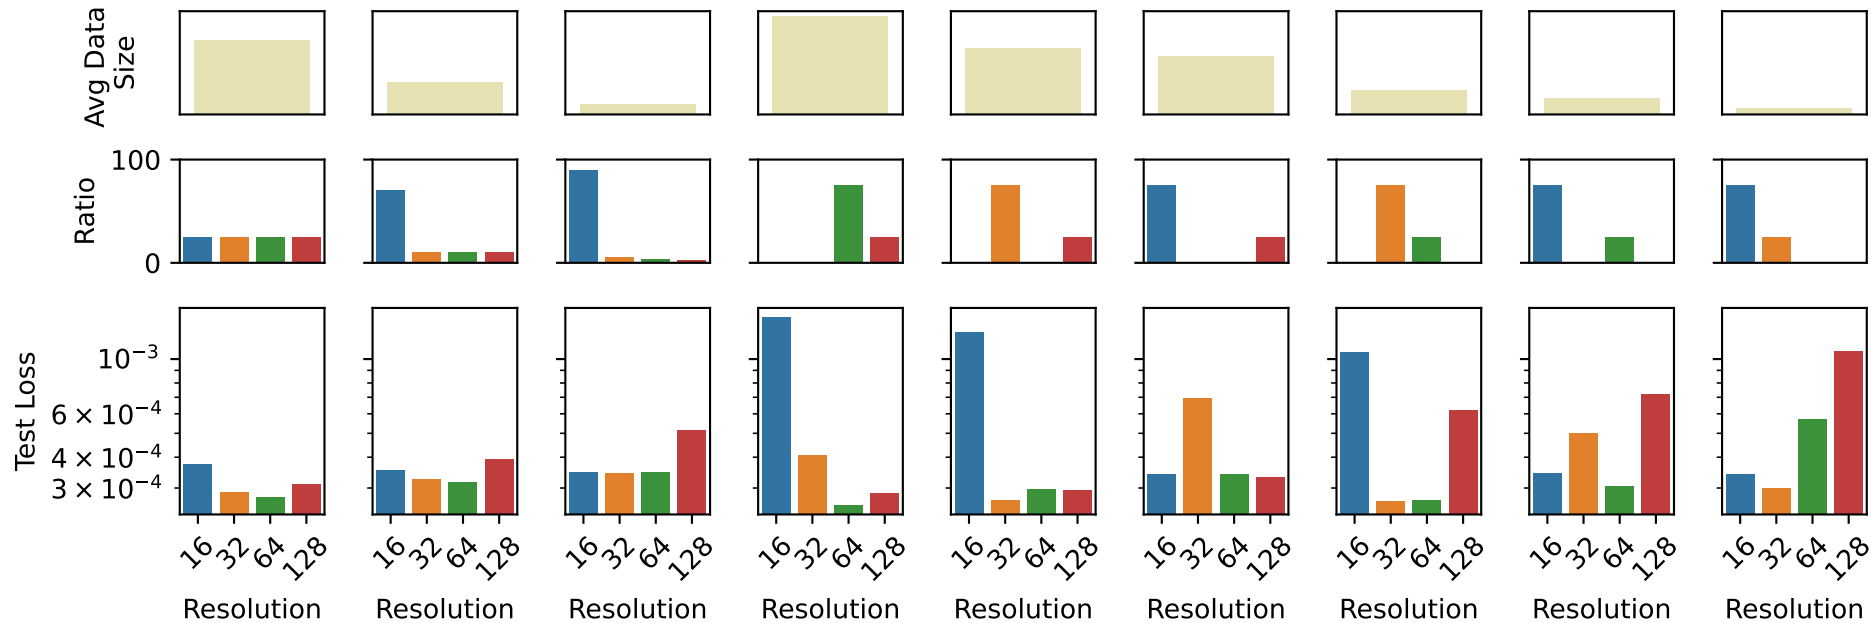 Avg Data
Size
100
0
Ratio
10⁻³
6 × 10⁻⁴
4 × 10⁻⁴
3 × 10⁻⁴
Test Loss
16 32 64 128 16 32 64 128 16 32 64 128 16 32 64 128 16 32 64 128 16 32 64 128 16 32 64 128 16 32 64 128 16 32 64 128
Resolution Resolution Resolution Resolution Resolution Resolution Resolution Resolution Resolution